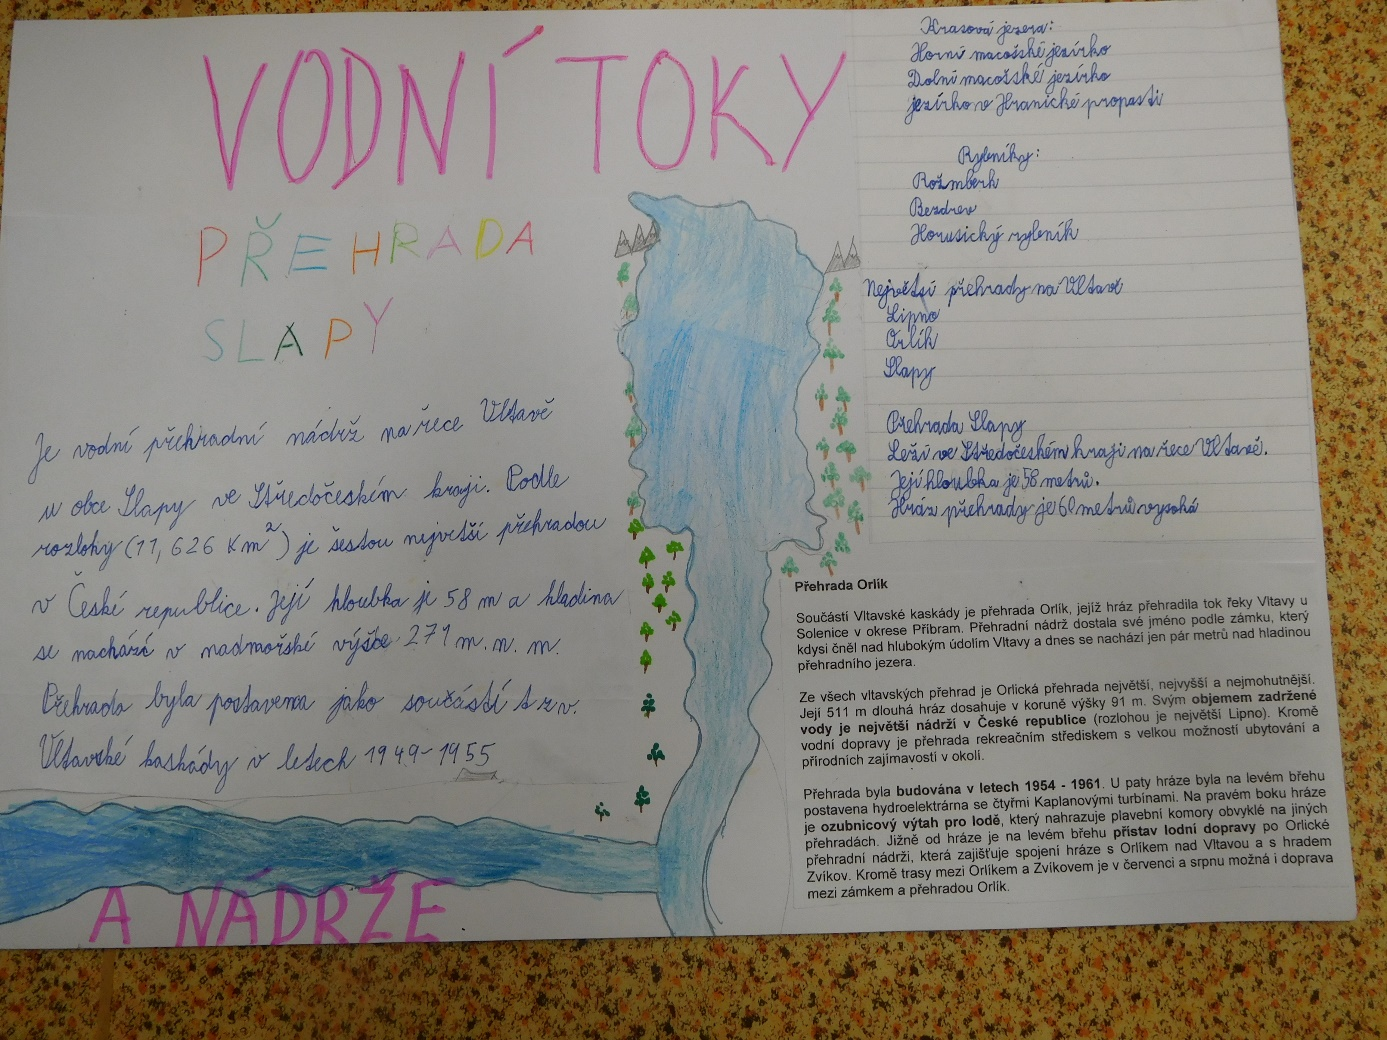 VODNÍ TOKY
PŘEHRADA
SLAPY
Je vodní přehradní nádrž na řece Vltavě
u obce Slapy ve Středočeském kraji. Podle
rozlohy (11,626 km²) je šestou největší přehradou
v České republice. Její hloubka je 58 m a hladina
se nachází v nadmořské výšce 271 m. n. m.
Přehrada byla postavena jako součástí tzv.
Vltavské kaskády v letech 1949-1955
A NÁDRŽE
Krasová jezera:
Horní macošské jezírko
Dolní macošské jezírko
jezírko v Hranické propasti
Rybníky:
Rožmberk
Bezdrev
Horusický rybník
Největší přehrady na Vltavě
Lipno
Orlík
Slapy
Přehrada Slapy
Leží ve Středočeském kraji na řece Vltavě.
Její hloubka je 58 metrů.
Hráz přehrady je 60 metrů vysoká
Přehrada Orlík
Součástí Vltavské kaskády je přehrada Orlík, jejíž hráz přehradila tok řeky Vltavy u
Solenice v okrese Příbram. Přehradní nádrž dostala své jméno podle zámku, který
kdysi čněl nad hlubokým údolím Vltavy a dnes se nachází jen pár metrů nad hladinou
přehradního jezera.
Ze všech vltavských přehrad je Orlická přehrada největší, nejvyšší a nejmohutnější.
Její 511 m dlouhá hráz dosahuje v koruně výšky 91 m. Svým objemem zadržené
vody je největší nádrží v České republice (rozlohou je největší Lipno). Kromě
vodní dopravy je přehrada rekreačním střediskem s velkou možností ubytování a
přírodních zajímavostí v okolí.
Přehrada byla budována v letech 1954 - 1961. U paty hráze byla na levém břehu
postavena hydroelektrárna se čtyřmi Kaplanovými turbínami. Na pravém boku hráze
je ozubnicový výtah pro lodě, který nahrazuje plavební komory obvyklé na jiných
přehradách. Jižně od hráze je na levém břehu přístav lodní dopravy po Orlické
přehradní nádrži, která zajišťuje spojení hráze s Orlíkem nad Vltavou a s hradem
Zvíkov. Kromě trasy mezi Orlíkem a Zvíkovem je v červenci a srpnu možná i doprava
mezi zámkem a přehradou Orlík.